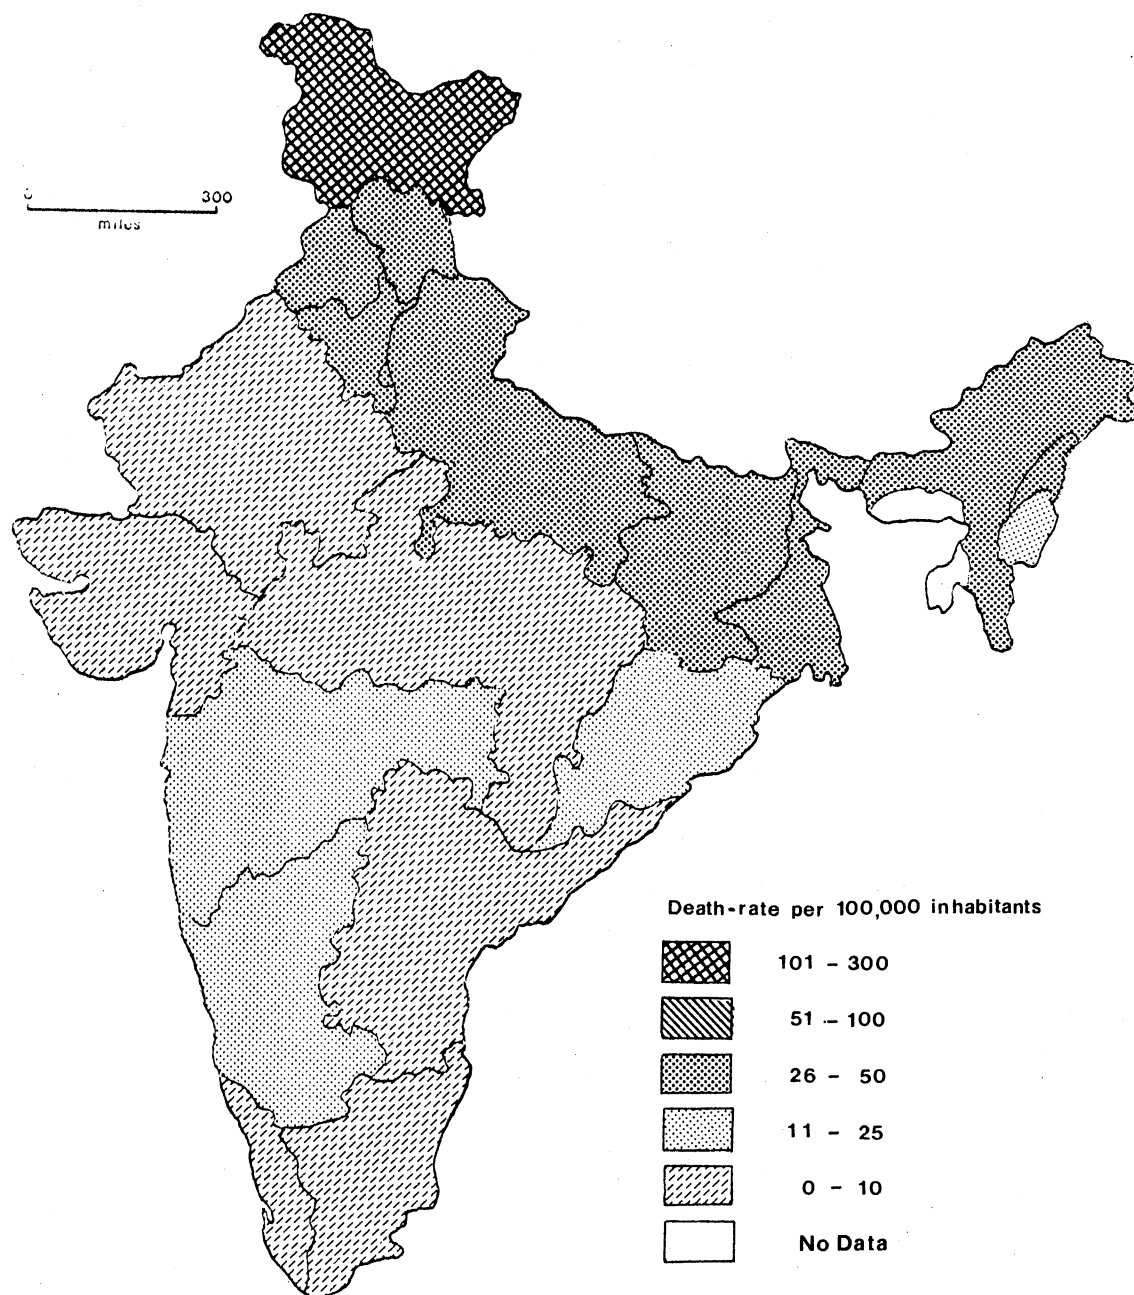 0 300
miles
Death-rate per 100,000 inhabitants
101 - 300
51 - 100
26 - 50
11 - 25
0 - 10
No Data